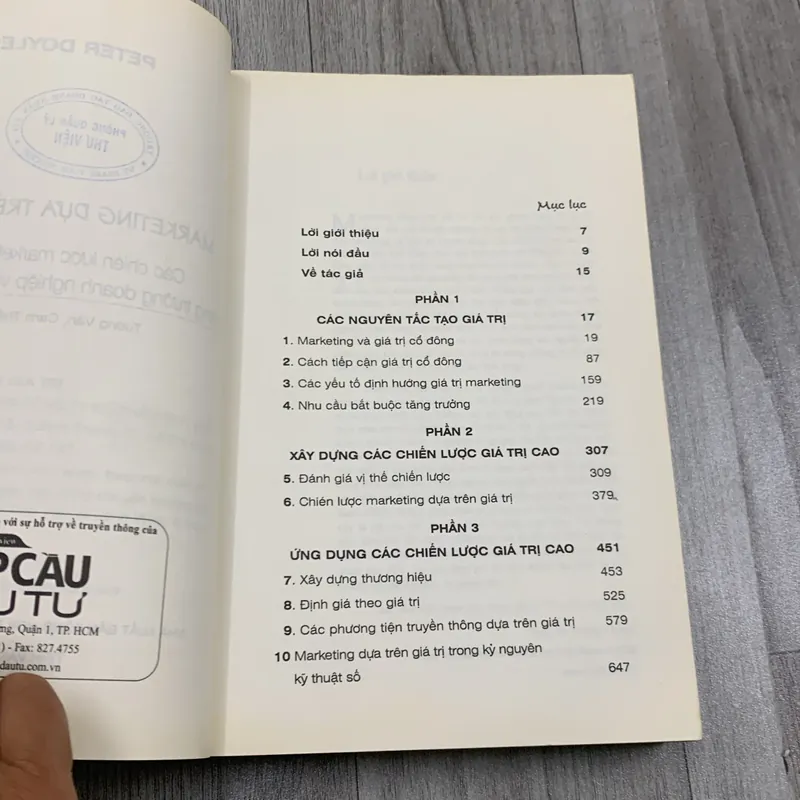 với sự hỗ trợ về truyền thông của
CẦU
TƯ
Quận 1, TP. HCM
- Fax: 827.4755
dautu.com.vn
Mục lục
Lời giới thiệu 7
Lời nói đầu 9
Về tác giả 15
PHẦN 1
CÁC NGUYÊN TẮC TẠO GIÁ TRỊ 17
1. Marketing và giá trị cổ đông 19
2. Cách tiếp cận giá trị cổ đông 87
3. Các yếu tố định hướng giá trị marketing 159
4. Nhu cầu bắt buộc tăng trưởng 219
PHẦN 2
XÂY DỰNG CÁC CHIẾN LƯỢC GIÁ TRỊ CAO 307
5. Đánh giá vị thế chiến lược 309
6. Chién lược marketing dựa trên giá trị 379
PHẦN 3
ỨNG DỤNG CÁC CHIẾN LƯỢC GIÁ TRỊ CAO 451
7. Xây dựng thương hiệu 453
8. Định giá theo giá trị 525
9. Các phương tiện truyền thông dựa trên giá trị 579
10 Marketing dựa trên giá trị trong kỷ nguyên
kỹ thuật số 647